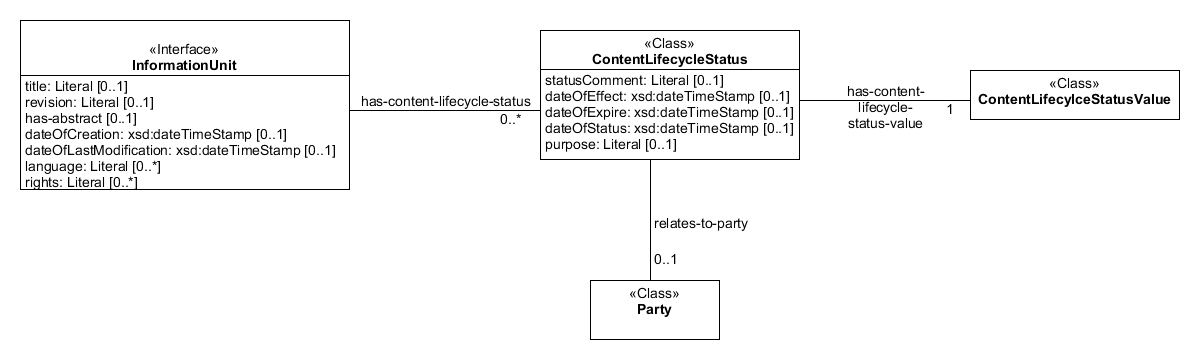 «Interface»
InformationUnit
title: Literal [0..1]
revision: Literal [0..1]
has-abstract [0..1]
dateOfCreation: xsd:dateTimeStamp [0..1]
dateOfLastModification: xsd:dateTimeStamp [0..1]
language: Literal [0..*]
rights: Literal [0..*]
has-content-lifecycle-status
0..*
«Class»
ContentLifecycleStatus
statusComment: Literal [0..1]
dateOfEffect: xsd:dateTimeStamp [0..1]
dateOfExpire: xsd:dateTimeStamp [0..1]
dateOfStatus: xsd:dateTimeStamp [0..1]
purpose: Literal [0..1]
has-content-
lifecycle-
status-value
1
«Class»
ContentLifecylceStatusValue
relates-to-party
0..1
«Class»
Party